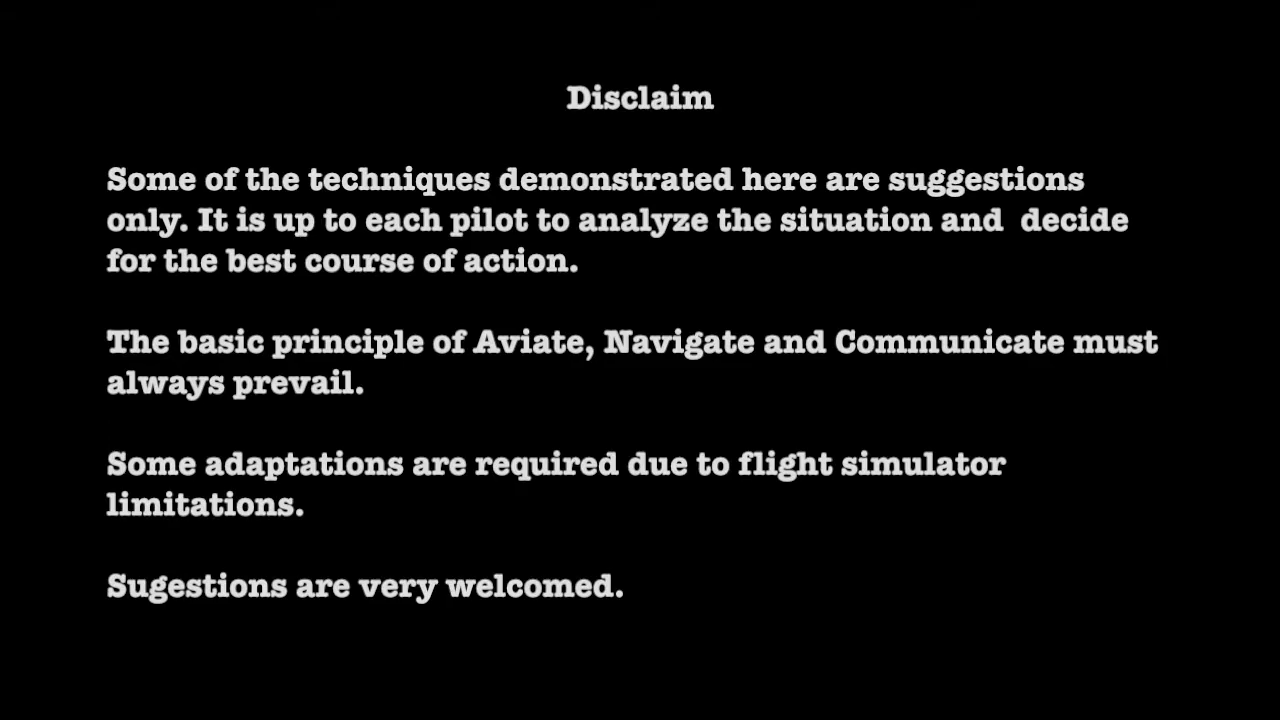 Disclaim
Some of the techniques demonstrated here are suggestions
only. It is up to each pilot to analyze the situation and  decide
for the best course of action.
The basic principle of Aviate, Navigate and Communicate must
always prevail.
Some adaptations are required due to flight simulator
limitations.
Sugestions are very welcomed.